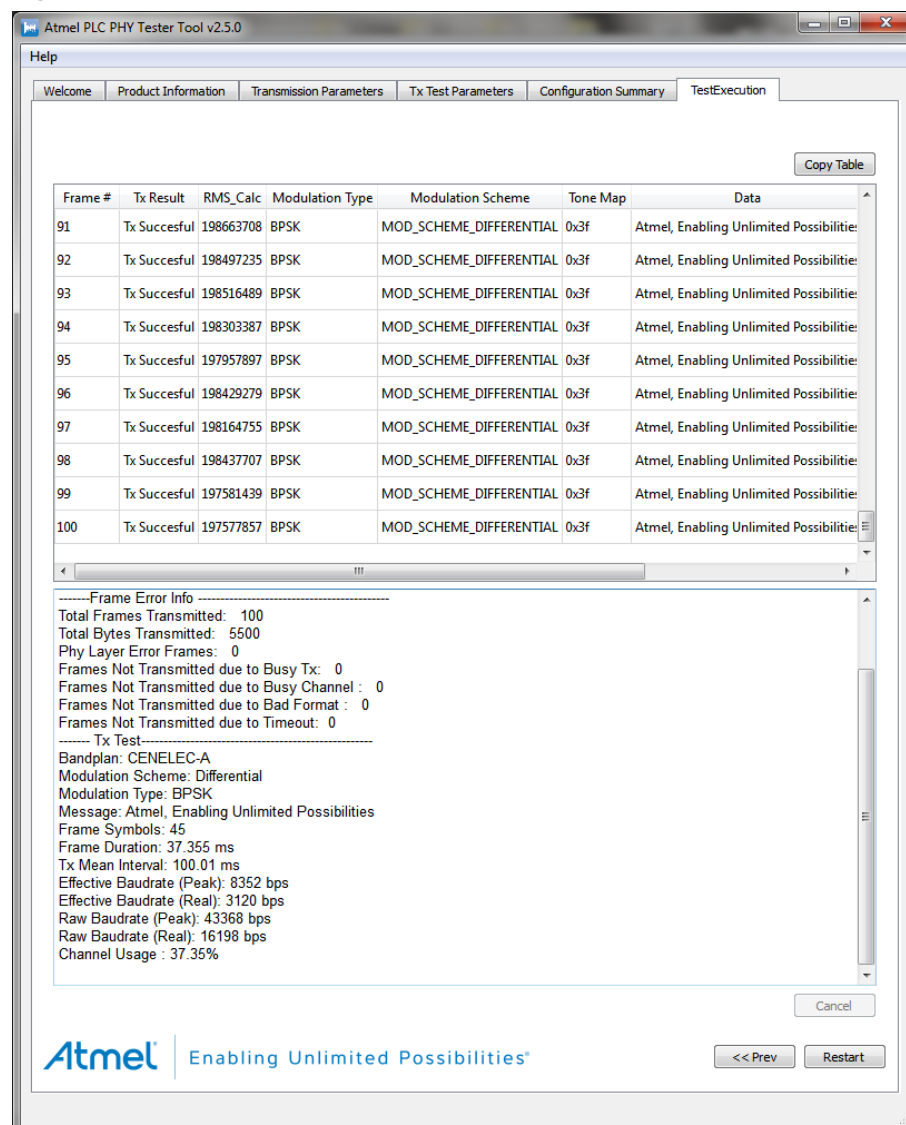 Atmel PLC PHY Tester Tool v2.5.0
Help
Welcome Product Information Transmission Parameters Tx Test Parameters Configuration Summary TestExecution
Copy Table
Frame # Tx Result RMS_Calc Modulation Type Modulation Scheme Tone Map Data
91 Tx Succesful 198663708 BPSK MOD_SCHEME_DIFFERENTIAL 0x3f Atmel, Enabling Unlimited Possibilities
92 Tx Succesful 198497235 BPSK MOD_SCHEME_DIFFERENTIAL 0x3f Atmel, Enabling Unlimited Possibilities
93 Tx Succesful 198516489 BPSK MOD_SCHEME_DIFFERENTIAL 0x3f Atmel, Enabling Unlimited Possibilities
94 Tx Succesful 198303387 BPSK MOD_SCHEME_DIFFERENTIAL 0x3f Atmel, Enabling Unlimited Possibilities
95 Tx Succesful 197957897 BPSK MOD_SCHEME_DIFFERENTIAL 0x3f Atmel, Enabling Unlimited Possibilities
96 Tx Succesful 198429279 BPSK MOD_SCHEME_DIFFERENTIAL 0x3f Atmel, Enabling Unlimited Possibilities
97 Tx Succesful 198164755 BPSK MOD_SCHEME_DIFFERENTIAL 0x3f Atmel, Enabling Unlimited Possibilities
98 Tx Succesful 198437707 BPSK MOD_SCHEME_DIFFERENTIAL 0x3f Atmel, Enabling Unlimited Possibilities
99 Tx Succesful 197581439 BPSK MOD_SCHEME_DIFFERENTIAL 0x3f Atmel, Enabling Unlimited Possibilities
100 Tx Succesful 197577857 BPSK MOD_SCHEME_DIFFERENTIAL 0x3f Atmel, Enabling Unlimited Possibilities
-------Frame Error Info -------------------------------------------
Total Frames Transmitted: 100
Total Bytes Transmitted: 5500
Phy Layer Error Frames: 0
Frames Not Transmitted due to Busy Tx: 0
Frames Not Transmitted due to Busy Channel : 0
Frames Not Transmitted due to Bad Format : 0
Frames Not Transmitted due to Timeout: 0
------- Tx Test----------------------------------------------------
Bandplan: CENELEC-A
Modulation Scheme: Differential
Modulation Type: BPSK
Message: Atmel, Enabling Unlimited Possibilities
Frame Symbols: 45
Frame Duration: 37.355 ms
Tx Mean Interval: 100.01 ms
Effective Baudrate (Peak): 8352 bps
Effective Baudrate (Real): 3120 bps
Raw Baudrate (Peak): 43368 bps
Raw Baudrate (Real): 16198 bps
Channel Usage : 37.35%
Cancel
Atmel Enabling Unlimited Possibilities®
<< Prev Restart